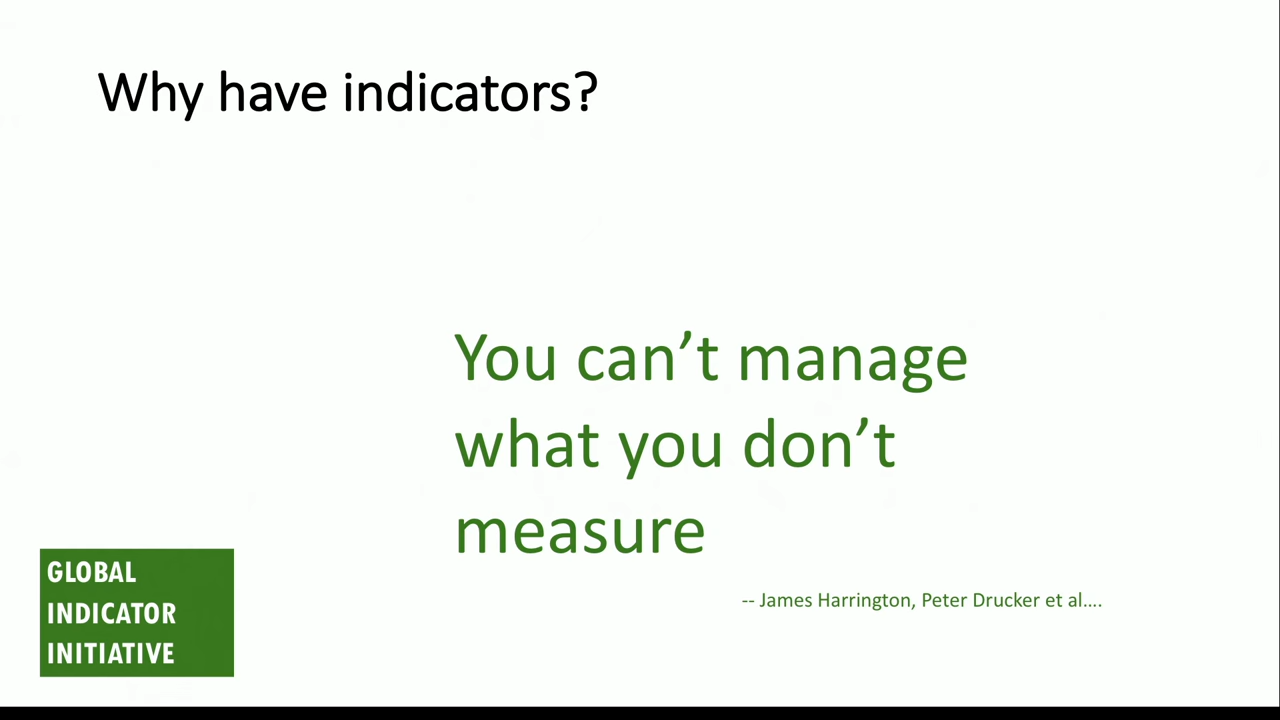 Why have indicators?
You can’t manage
what you don’t
measure
-- James Harrington, Peter Drucker et al….
GLOBAL
INDICATOR
INITIATIVE